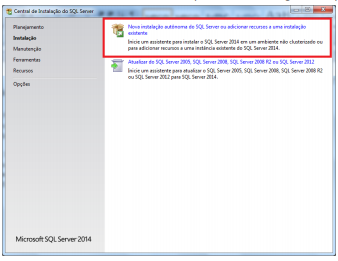 Central de Instalação do SQL Server
Planejamento
Instalação
Manutenção
Ferramentas
Recursos
Opções
Nova instalação autônoma do SQL Server ou adicionar recursos a uma instalação
existente
Inicie um assistente para instalar o SQL Server 2014 em um ambiente não clusterizado ou
para adicionar recursos a uma instância existente do SQL Server 2014.
Atualizar do SQL Server 2005, SQL Server 2008, SQL Server 2008 R2 ou SQL Server 2012
Inicie um assistente para atualizar o SQL Server 2005, SQL Server 2008, SQL Server 2008 R2
ou SQL Server 2012 para SQL Server 2014.
Microsoft SQL Server 2014